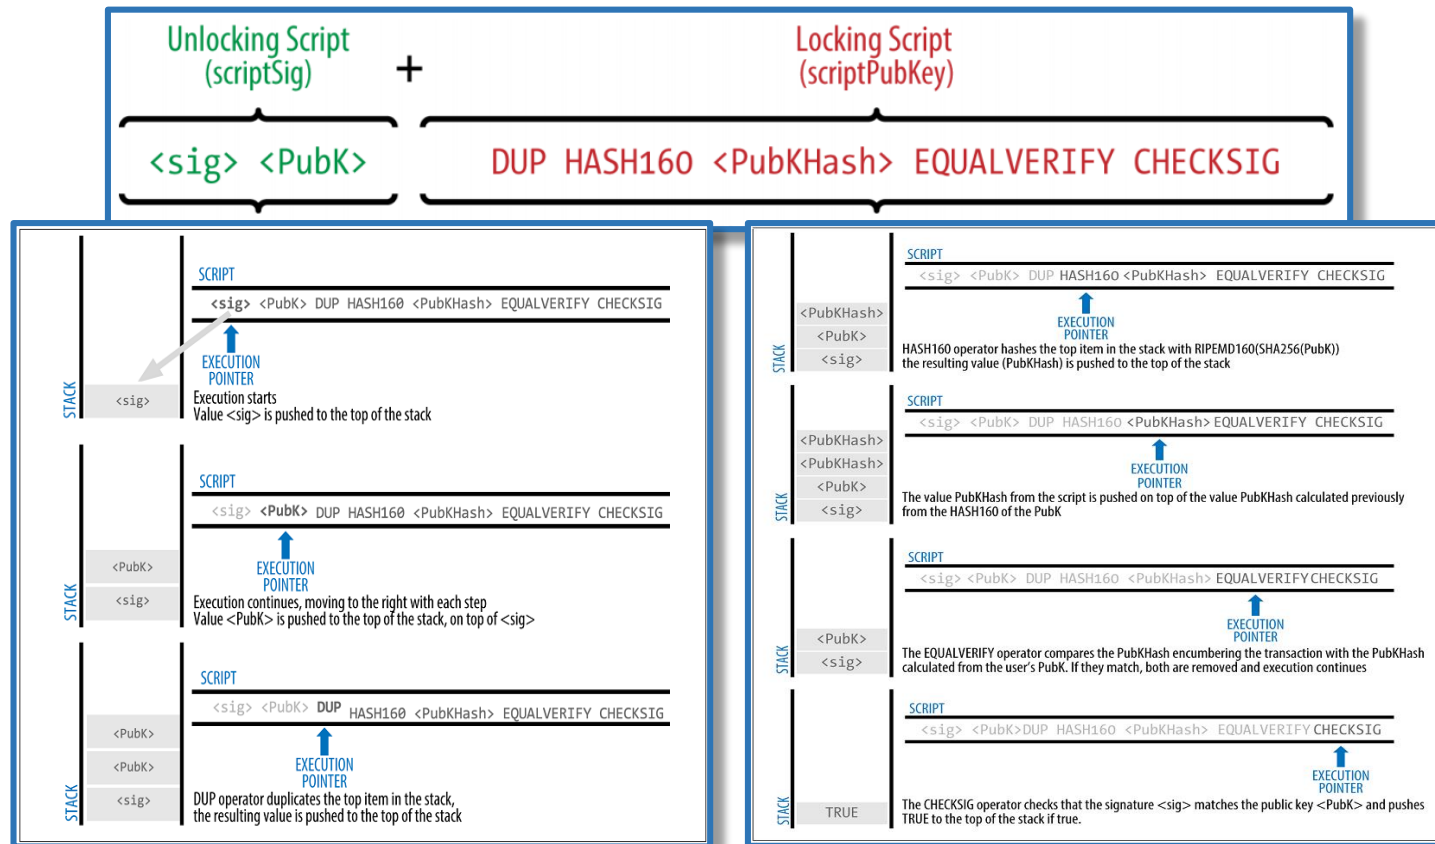 Unlocking Script
(scriptSig)
+
Locking Script
(scriptPubKey)
<sig> <PubK>
DUP HASH160 <PubKHash> EQUALVERIFY CHECKSIG
SCRIPT
<sig> <PubK> DUP HASH160 <PubKHash> EQUALVERIFY CHECKSIG
EXECUTION
POINTER
STACK
<sig>
Execution starts
Value <sig> is pushed to the top of the stack
SCRIPT
<sig> <PubK> DUP HASH160 <PubKHash> EQUALVERIFY CHECKSIG
EXECUTION
POINTER
STACK
<PubK>
<sig>
Execution continues, moving to the right with each step
Value <PubK> is pushed to the top of the stack, on top of <sig>
SCRIPT
<sig> <PubK> DUP HASH160 <PubKHash> EQUALVERIFY CHECKSIG
EXECUTION
POINTER
STACK
<PubK>
<PubK>
<sig>
DUP operator duplicates the top item in the stack,
the resulting value is pushed to the top of the stack
SCRIPT
<sig> <PubK> DUP HASH160 <PubKHash> EQUALVERIFY CHECKSIG
EXECUTION
POINTER
STACK
<PubKHash>
<PubK>
<sig>
HASH160 operator hashes the top item in the stack with RIPEMD160(SHA256(PubK))
the resulting value (PubKHash) is pushed to the top of the stack
SCRIPT
<sig> <PubK> DUP HASH160 <PubKHash> EQUALVERIFY CHECKSIG
EXECUTION
POINTER
STACK
<PubKHash>
<PubKHash>
<PubK>
<sig>
The value PubKHash from the script is pushed on top of the value PubKHash calculated previously
from the HASH160 of the PubK
SCRIPT
<sig> <PubK> DUP HASH160 <PubKHash> EQUALVERIFY CHECKSIG
EXECUTION
POINTER
STACK
<PubK>
<sig>
The EQUALVERIFY operator compares the PubKHash encumbering the transaction with the PubKHash
calculated from the user's PubK. If they match, both are removed and execution continues
SCRIPT
<sig> <PubK>DUP HASH160 <PubKHash> EQUALVERIFY CHECKSIG
EXECUTION
POINTER
STACK
TRUE
The CHECKSIG operator checks that the signature <sig> matches the public key <PubK> and pushes
TRUE to the top of the stack if true.